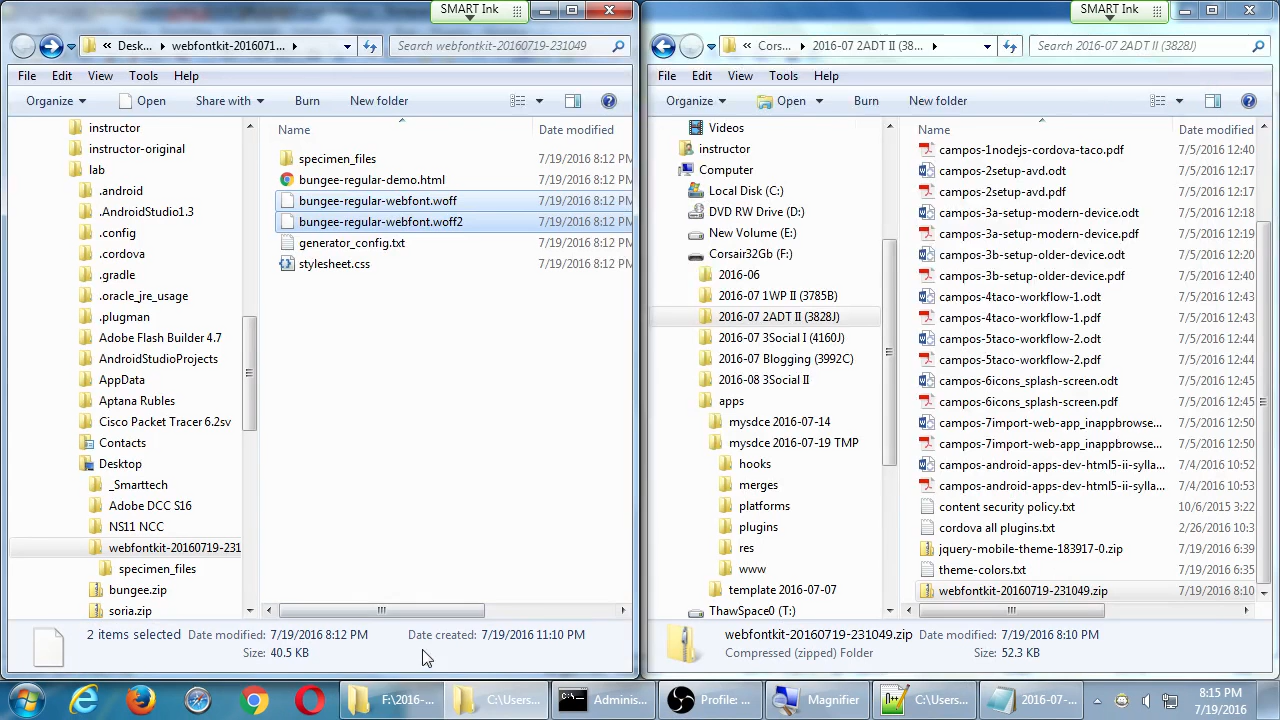 SMART Ink
Desk...
webfontkit-2016071...
Search webfontkit-20160719-231049
File
Edit
View
Tools
Help
Organize
Open
Share with
Burn
New folder
instructor
instructor-original
lab
.android
.AndroidStudio1.3
.config
.cordova
.gradle
.oracle_jre_usage
.plugman
Adobe Flash Builder 4.7
AndroidStudioProjects
AppData
Aptana Rubles
Cisco Packet Tracer 6.2sv
Contacts
Desktop
_Smarttech
Adobe DCC S16
NS11 NCC
webfontkit-20160719-231
specimen_files
bungee.zip
soria.zip
Name
Date modified
specimen_files 7/19/2016 8:12 PM
bungee-regular-demo.html 7/19/2016 8:12 PM
bungee-regular-webfont.woff 7/19/2016 8:12 PM
bungee-regular-webfont.woff2 7/19/2016 8:12 PM
generator_config.txt 7/19/2016 8:12 PM
stylesheet.css 7/19/2016 8:12 PM
2 items selected Date modified: 7/19/2016 8:12 PM Date created: 7/19/2016 11:10 PM
Size: 40.5 KB
SMART Ink
Cors...
2016-07 2ADT II (38...
Search 2016-07 2ADT II (3828J)
File
Edit
View
Tools
Help
Organize
Open
Burn
New folder
Videos
instructor
Computer
Local Disk (C:)
DVD RW Drive (D:)
New Volume (E:)
Corsair32Gb (F:)
2016-06
2016-07 1WP II (3785B)
2016-07 2ADT II (3828J)
2016-07 3Social I (4160J)
2016-07 Blogging (3992C)
2016-08 3Social II
apps
mysdce 2016-07-14
mysdce 2016-07-19 TMP
hooks
merges
platforms
plugins
res
www
template 2016-07-07
ThawSpace0 (T:)
Name
Date modified
campos-1nodejs-cordova-taco.pdf 7/5/2016 12:40
campos-2setup-avd.odt 7/5/2016 12:17
campos-2setup-avd.pdf 7/5/2016 12:17
campos-3a-setup-modern-device.odt 7/5/2016 12:18
campos-3a-setup-modern-device.pdf 7/5/2016 12:19
campos-3b-setup-older-device.odt 7/5/2016 12:20
campos-3b-setup-older-device.pdf 7/5/2016 12:20
campos-4taco-workflow-1.odt 7/5/2016 12:43
campos-4taco-workflow-1.pdf 7/5/2016 12:43
campos-5taco-workflow-2.odt 7/5/2016 12:44
campos-5taco-workflow-2.pdf 7/5/2016 12:44
campos-6icons_splash-screen.odt 7/5/2016 12:45
campos-6icons_splash-screen.pdf 7/5/2016 12:45
campos-7import-web-app_inappbrowse... 7/5/2016 12:50
campos-7import-web-app_inappbrowse... 7/5/2016 12:50
campos-android-apps-dev-html5-ii-sylla... 7/4/2016 10:52
campos-android-apps-dev-html5-ii-sylla... 7/4/2016 10:53
content security policy.txt 10/6/2015 3:22
cordova all plugins.txt 2/26/2016 10:3
jquery-mobile-theme-183917-0.zip 7/19/2016 6:39
theme-colors.txt 7/19/2016 6:39
webfontkit-20160719-231049.zip 7/19/2016 8:10
webfontkit-20160719-231049.zip Date modified: 7/19/2016 8:10 PM
Compressed (zipped) Folder Size: 52.3 KB
F:\2016-...
C:\Users...
Adminis...
Profile: ...
Magnifier
C:\Users...
2016-07-...
8:15 PM
7/19/2016